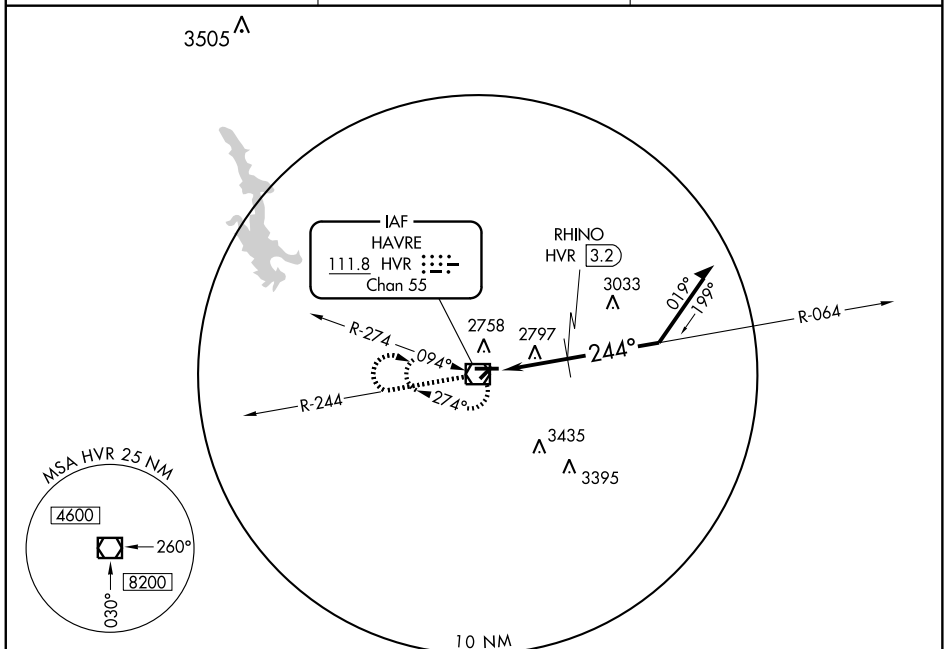 3505
IAF
HAVRE
111.8 HVR
Chan 55
RHINO
HVR 3.2
3033
019°
199°
R-064
2758
2797
244°
R-274
094°
274°
R-244
3435
3395
MSA HVR 25 NM
4600
260°
8200
030°
10 NM